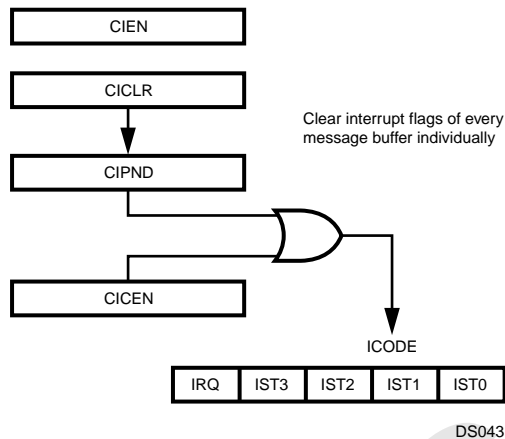 CIEN
CICLR
Clear interrupt flags of every
message buffer individually
CIPND
CICEN
ICODE
IRQ IST3 IST2 IST1 IST0
DS043